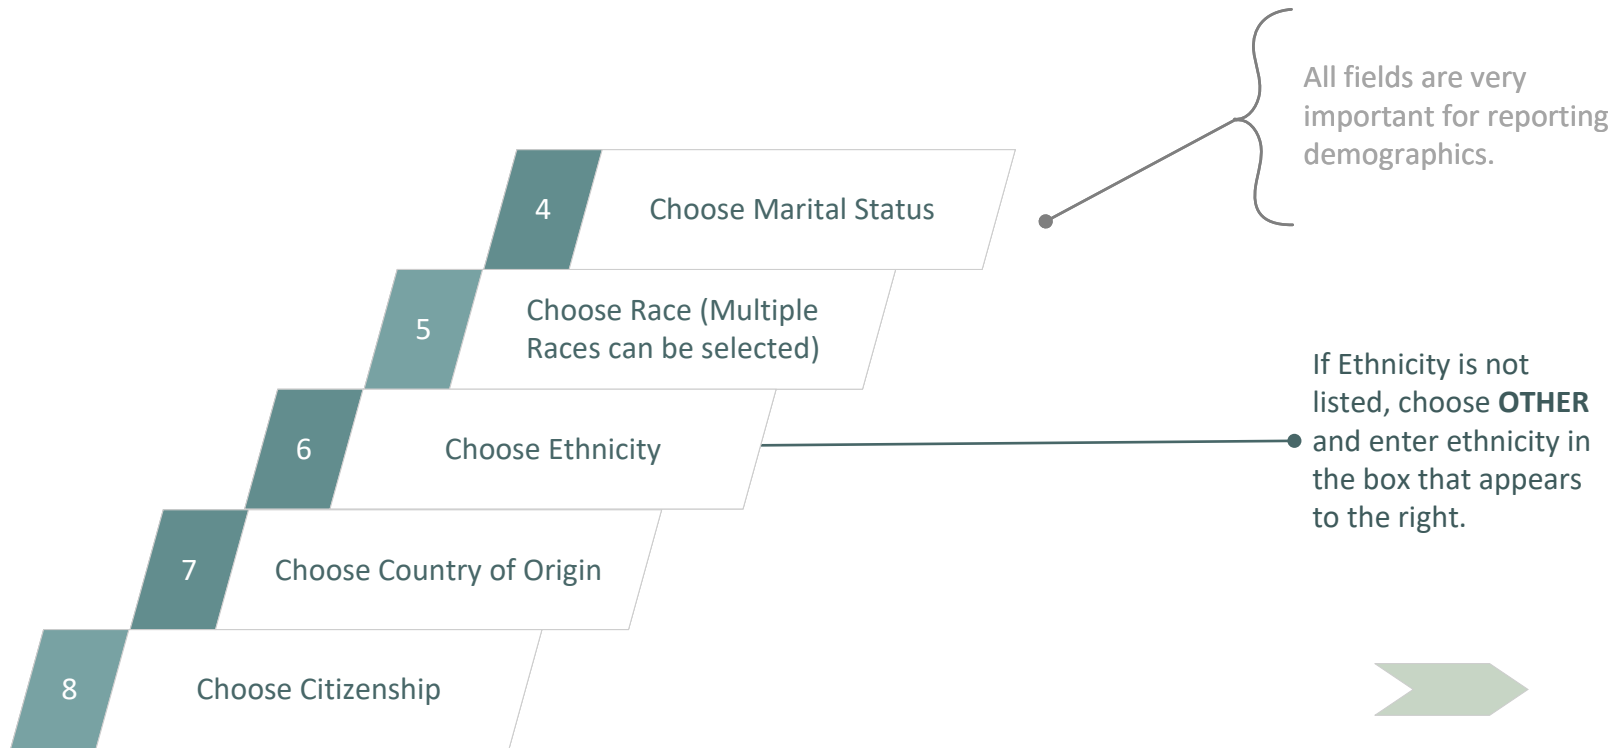 All fields are very
important for reporting
demographics.
4
Choose Marital Status
5
Choose Race (Multiple
Races can be selected)
6
Choose Ethnicity
If Ethnicity is not
listed, choose OTHER
and enter ethnicity in
the box that appears
to the right.
7
Choose Country of Origin
8
Choose Citizenship